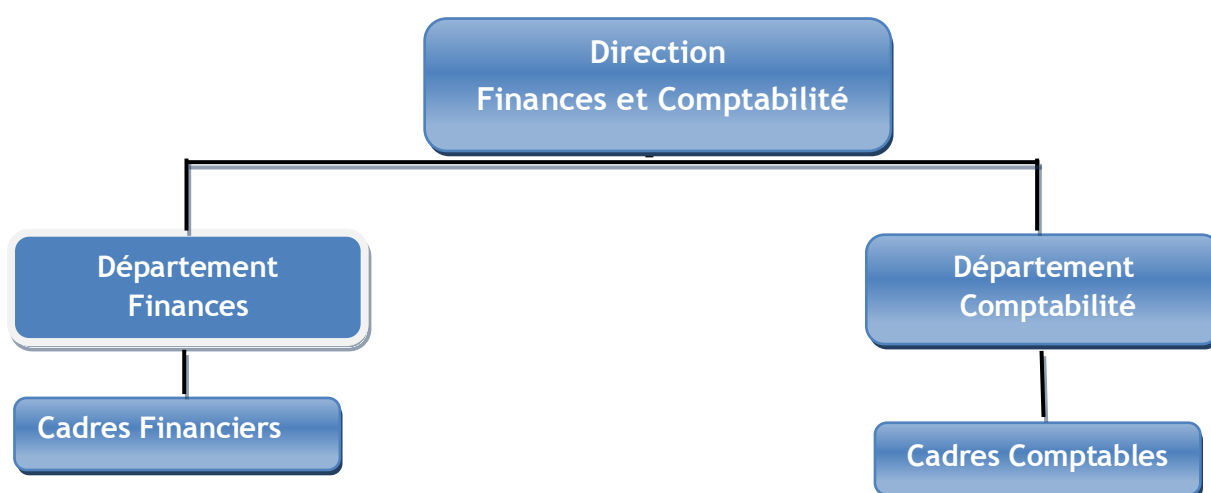 Direction
Finances et Comptabilité
Département
Finances
Département
Comptabilité
Cadres Financiers
Cadres Comptables